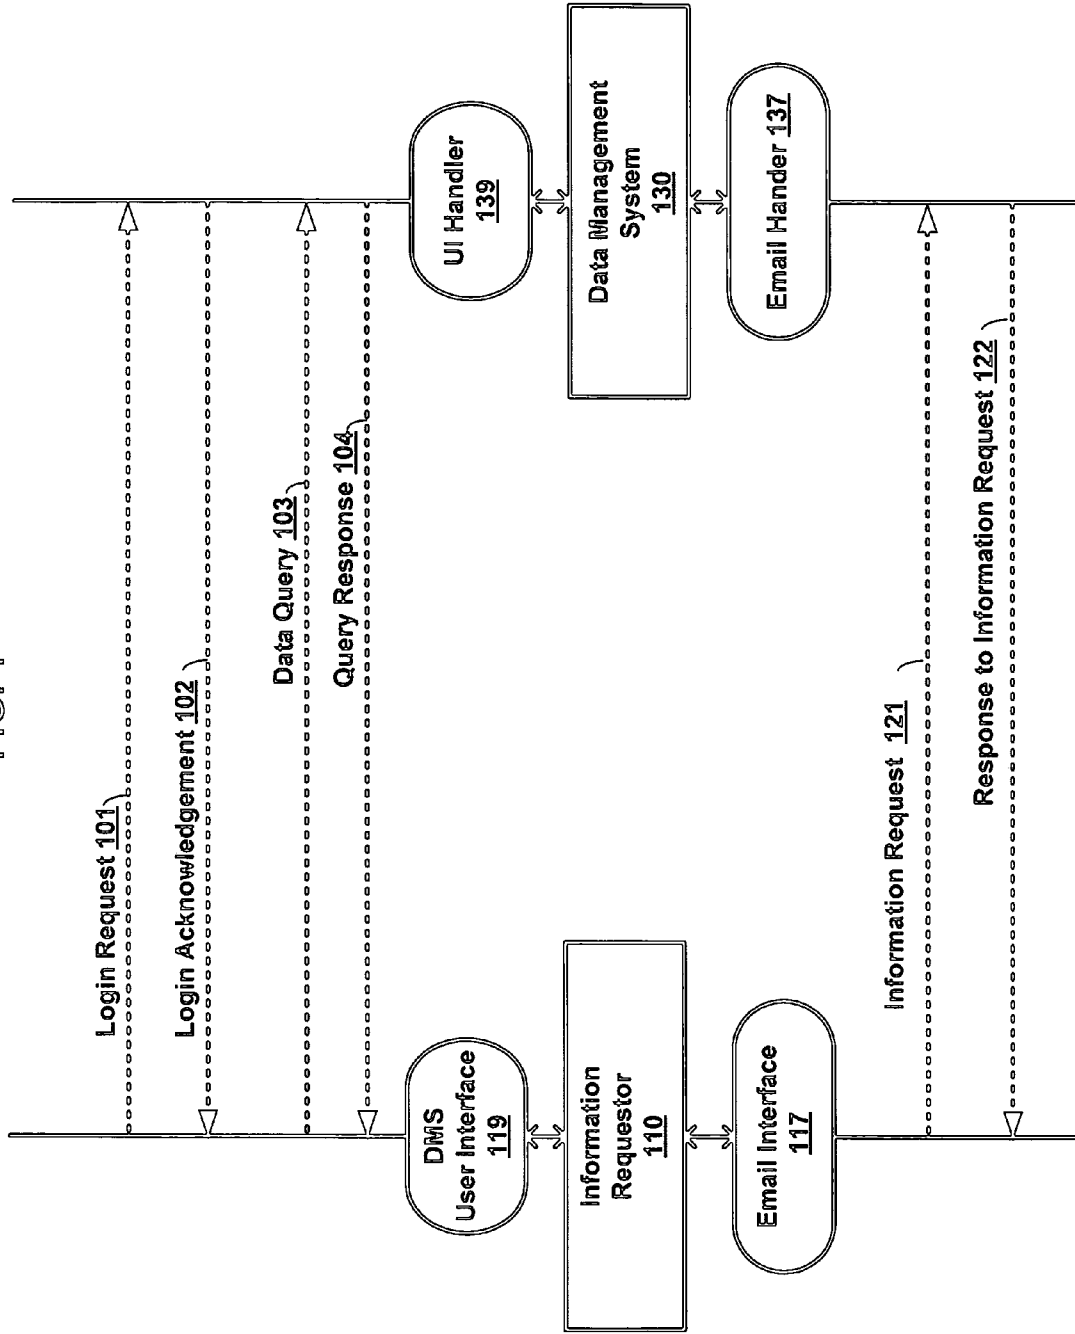 Login Request 101
Login Acknowledgement 102
Data Query 103
Query Response 104
DMS
User Interface
119
UI Handler
139
Information
Requestor
110
Data Management
System
130
Email Interface
117
Email Hander 137
Information Request 121
Response to Information Request 122